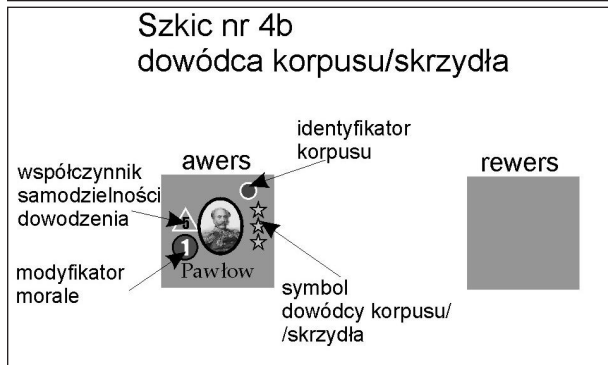 Szkic nr 4b
dowódca korpusu/skrzydła
identyfikator
korpusu
awers
rewers
współczynnik
samodzielności
dowodzenia
5
1
Pawłow
modyfikator
morale
symbol
dowódcy korpusu/
/skrzydła